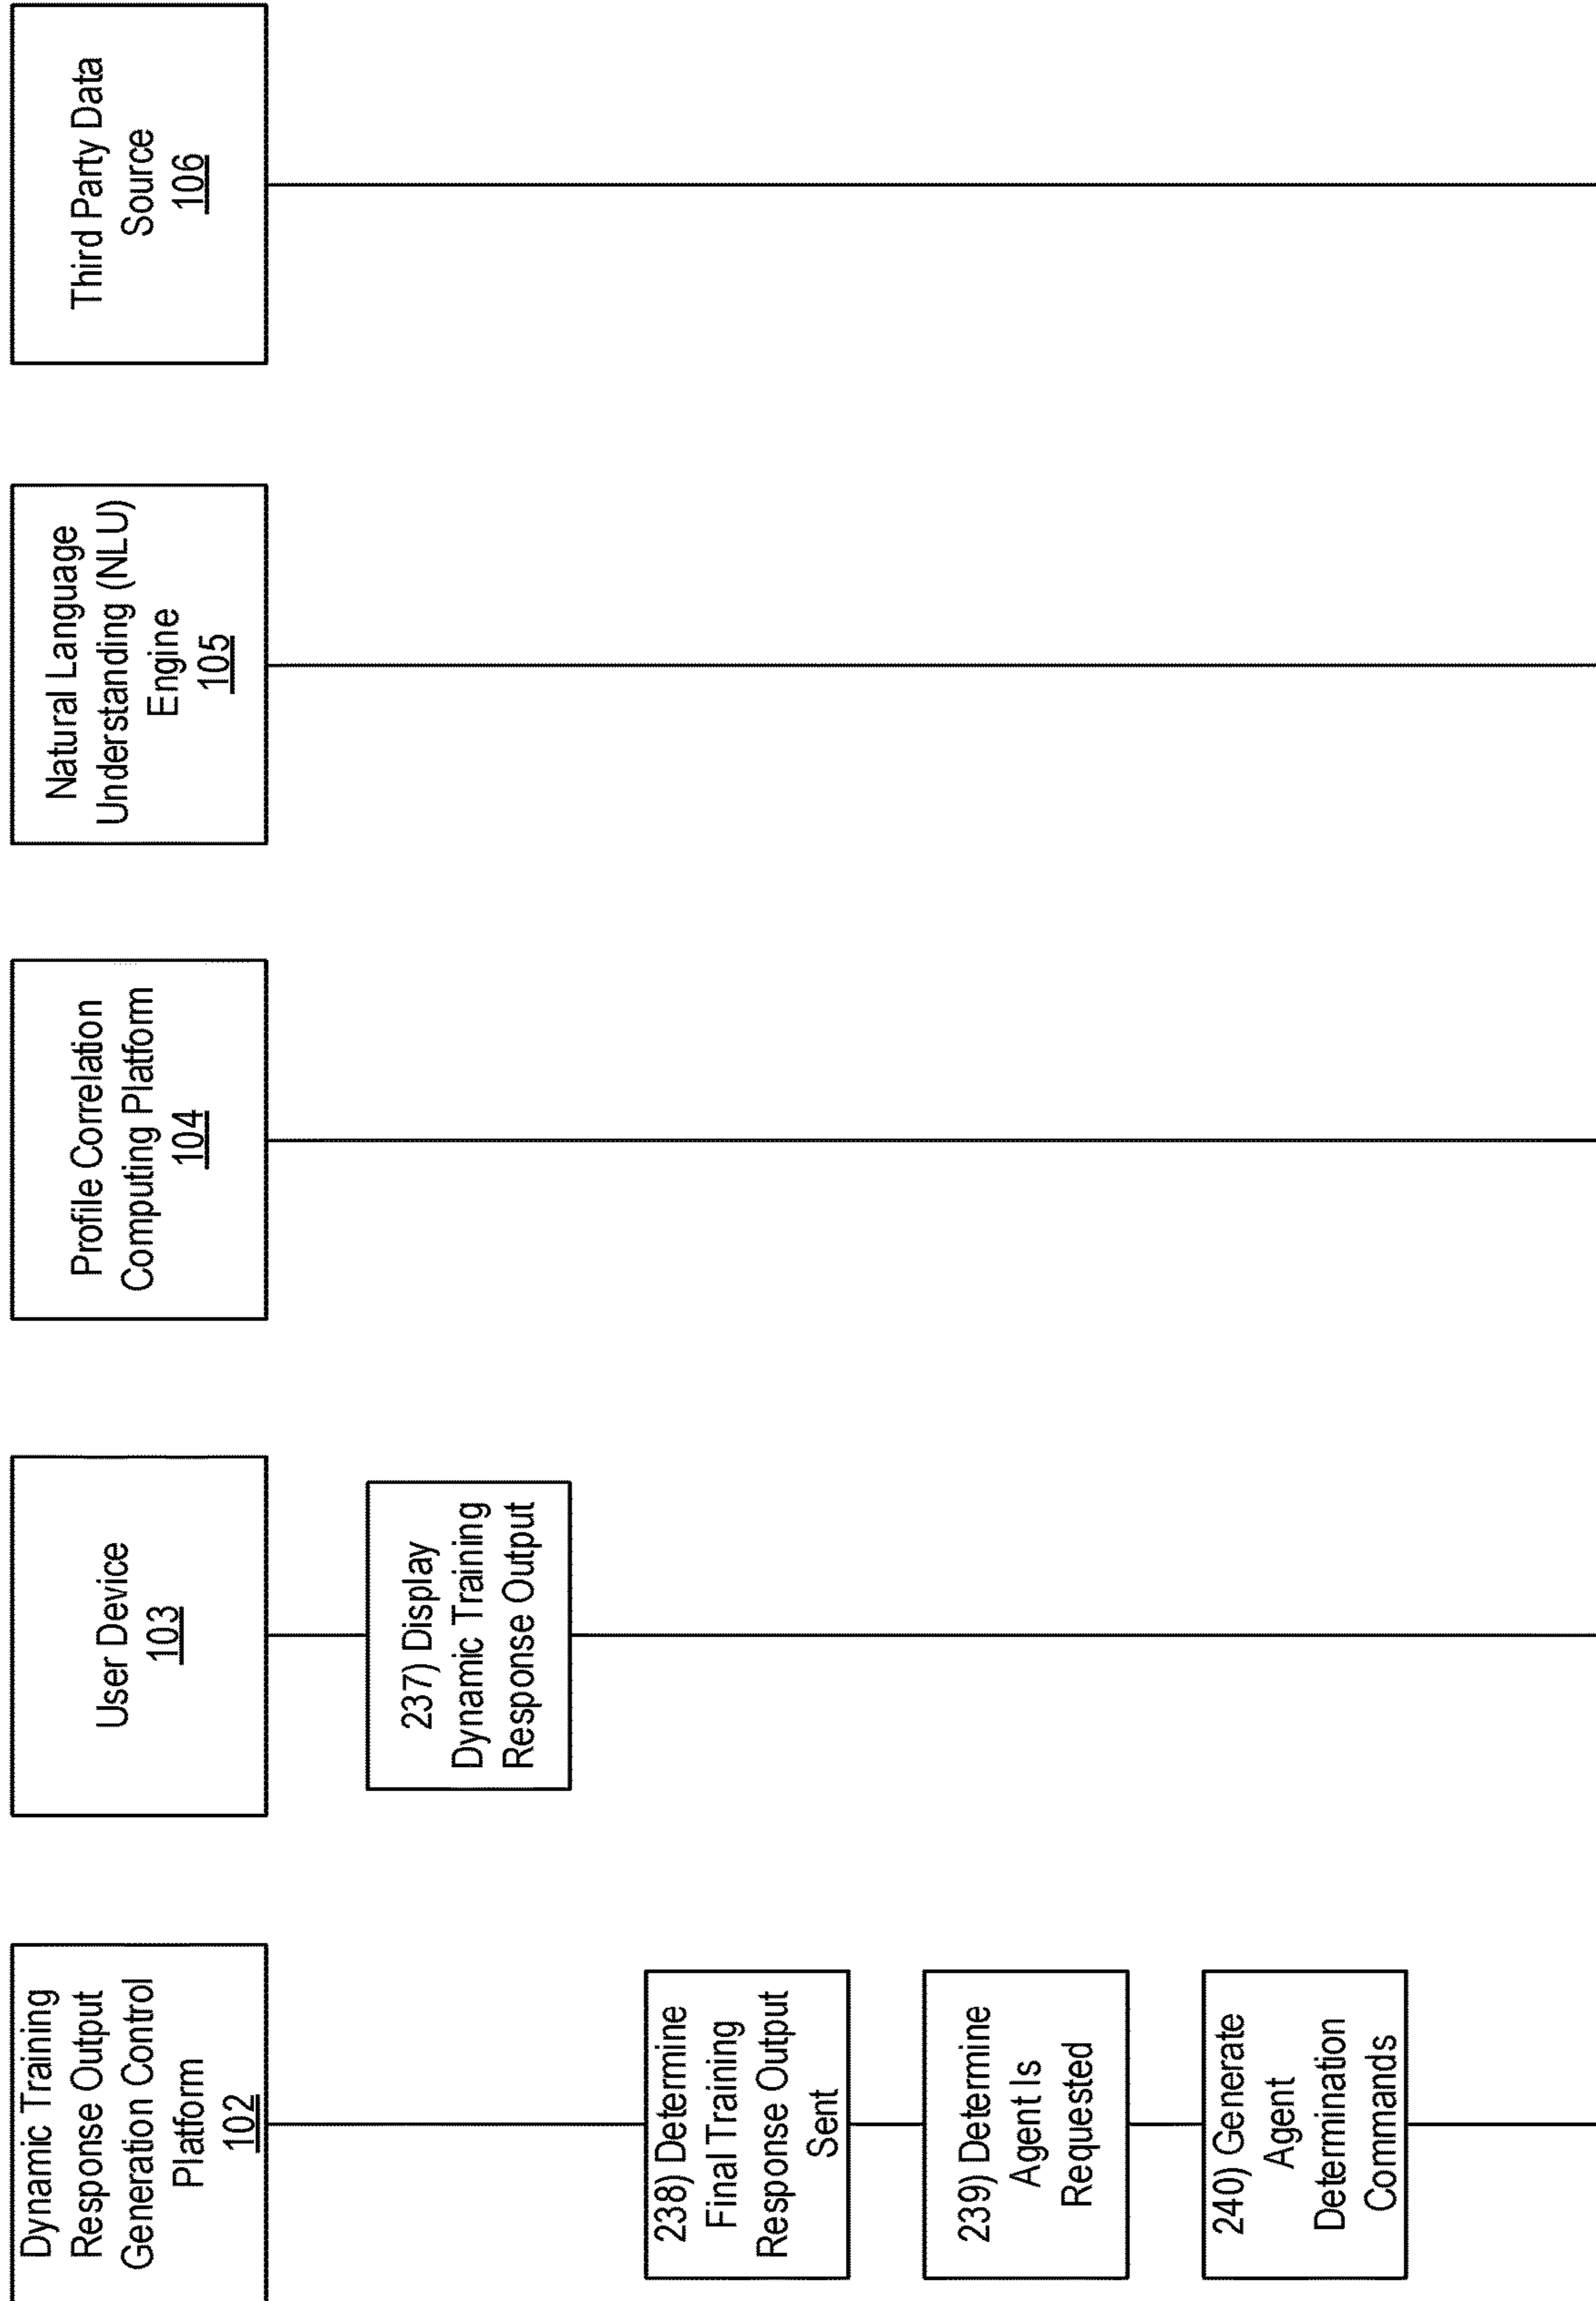 Dynamic Training
Response Output
Generation Control
Platform
102
User Device
103
Profile Correlation
Computing Platform
104
Natural Language
Understanding (NLU)
Engine
105
Third Party Data
Source
106
237) Display
Dynamic Training
Response Output
238) Determine
Final Training
Response Output
Sent
239) Determine
Agent Is
Requested
240) Generate
Agent
Determination
Commands